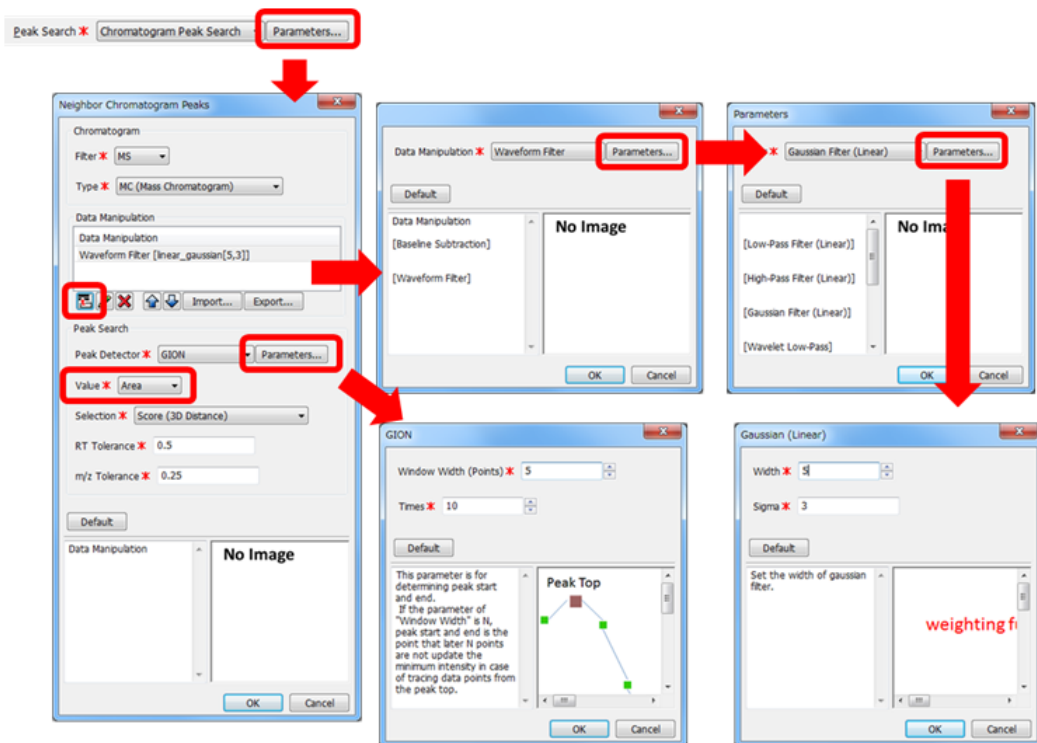 Peak Search * Chromatogram Peak Search Parameters...
Neighbor Chromatogram Peaks
Chromatogram
Filter * MS
Type * MC (Mass Chromatogram)
Data Manipulation
Data Manipulation
Waveform Filter [linear_gaussian[5,3]]
Import... Export...
Peak Search
Peak Detector * GION Parameters...
Value * Area
Selection * Score (3D Distance)
RT Tolerance * 0.5
m/z Tolerance * 0.25
Default
Data Manipulation
No Image
OK Cancel
Data Manipulation * Waveform Filter Parameters...
Default
Data Manipulation
[Baseline Subtraction]
[Waveform Filter]
No Image
OK Cancel
Parameters
* Gaussian Filter (Linear) Parameters...
Default
[Low-Pass Filter (Linear)]
[High-Pass Filter (Linear)]
[Gaussian Filter (Linear)]
[Wavelet Low-Pass]
No Ima
OK Cancel
GION
Window Width (Points) * 5
Times * 10
Default
This parameter is for
determining peak start
and end.
If the parameter of
"Window Width" is N,
peak start and end is the
point that later N points
are not update the
minimum intensity in case
of tracing data points from
the peak top.
Peak Top
OK Cancel
Gaussian (Linear)
Width * 5
Sigma * 3
Default
Set the width of gaussian
filter.
weighting f
OK Cancel